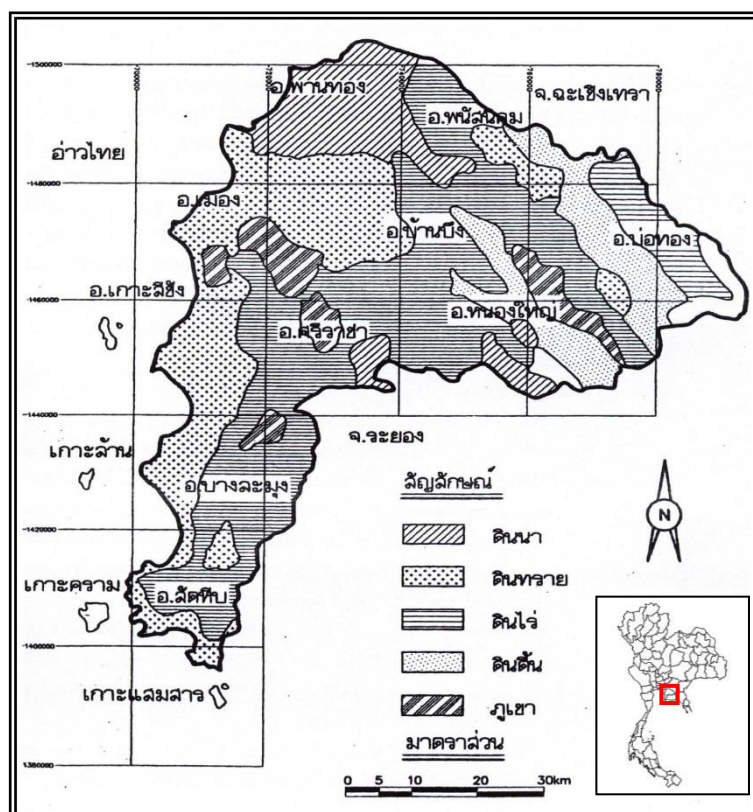 1500000
700000
720000
740000
760000
780000
อ.พานทอง
จ.ฉะเชิงเทรา
อ.พนัสนิคม
อ่าวไทย
1480000
อ.เมือง
อ.บ้านบึง
อ.บ่อทอง
อ.เกาะสีชัง
1460000
อ.หนองใหญ่
อ.ศรีราชา
1440000
จ.ระยอง
เกาะล้าน
สัญลักษณ์
อ.บางละมุง
1420000
N
ดินนา
ดินทราย
เกาะคราม
อ.สัตหีบ
ดินไร่
1400000
ดินตื้น
เกาะแสมสาร
ภูเขา
มาตราส่วน
1380000
0 10 20 30km